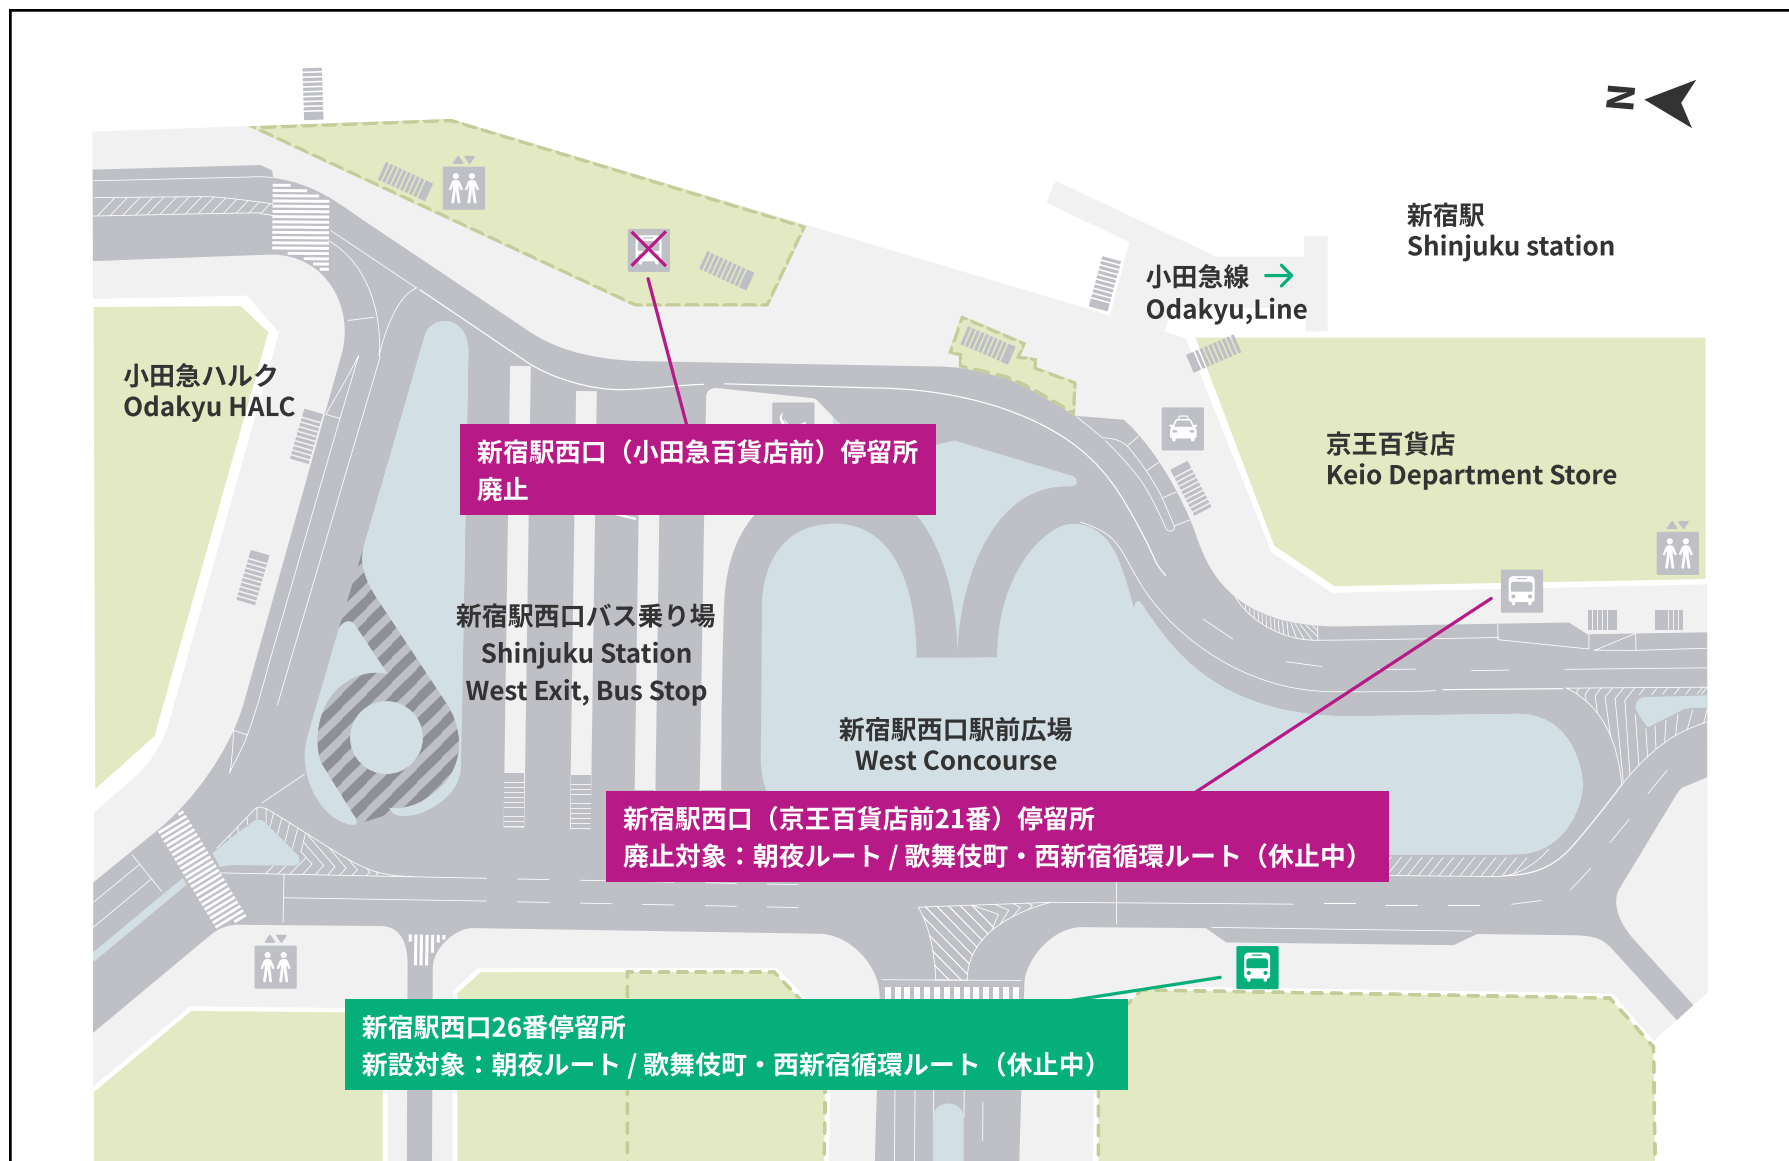 N
新宿駅
Shinjuku station
小田急線 →
Odakyu,Line
小田急ハルク
Odakyu HALC
京王百貨店
Keio Department Store
新宿駅西口（小田急百貨店前）停留所
廃止
新宿駅西口バス乗り場
Shinjuku Station
West Exit, Bus Stop
新宿駅西口駅前広場
West Concourse
新宿駅西口（京王百貨店前21番）停留所
廃止対象：朝夜ルート / 歌舞伎町・西新宿循環ルート（休止中）
新宿駅西口26番停留所
新設対象：朝夜ルート / 歌舞伎町・西新宿循環ルート（休止中）